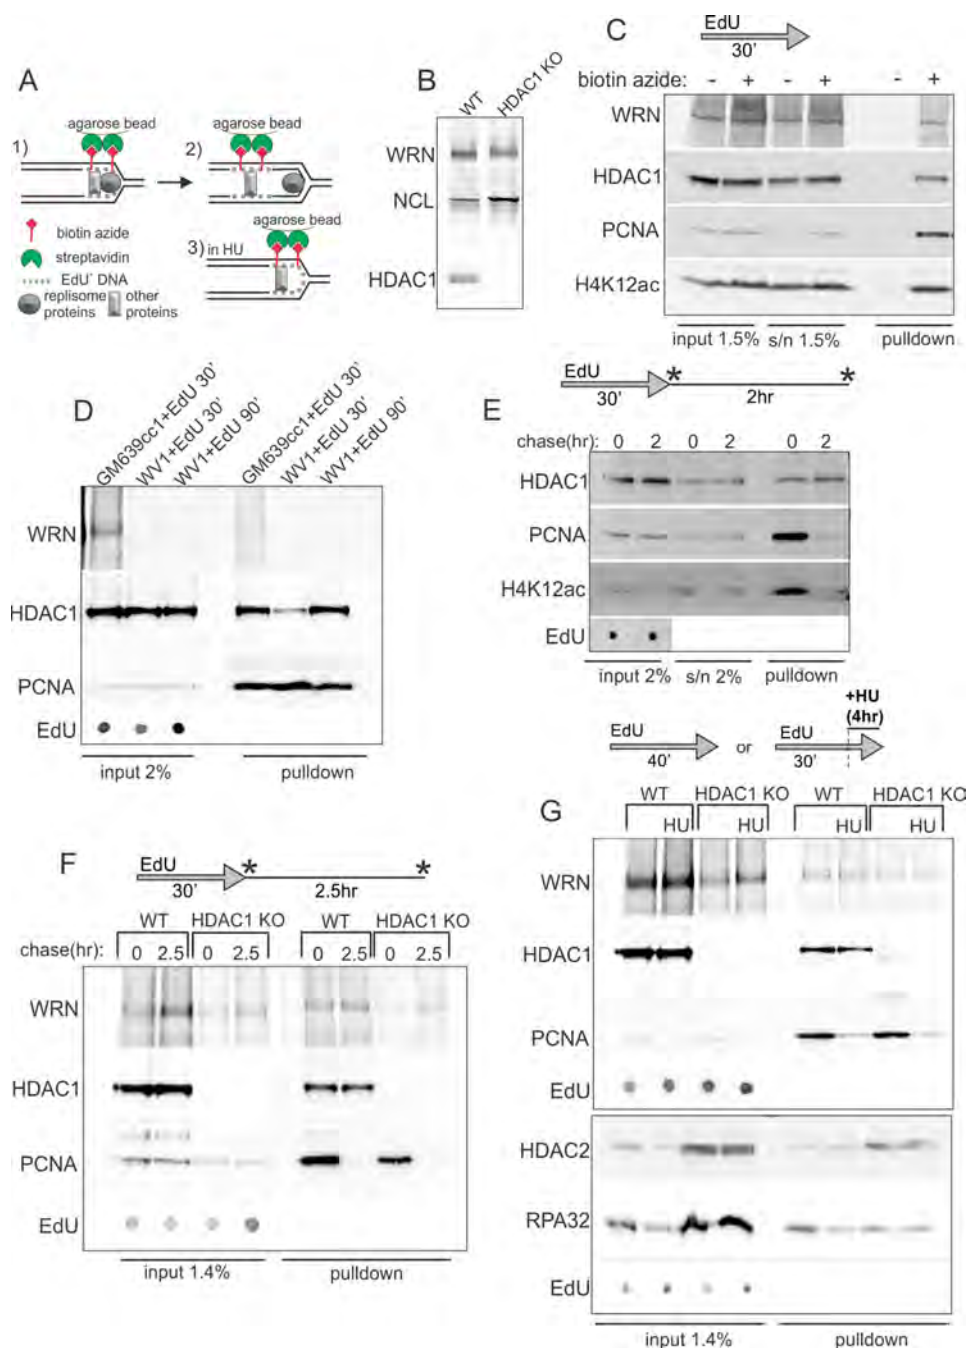 A
agarose bead
agarose bead
1)
2)
agarose bead
3) in HU
biotin azide
streptavidin
EdU+ DNA
replisome proteins
other proteins
B
WT
HDAC1 KO
WRN
NCL
HDAC1
C
EdU
30'
biotin azide: - + - + - +
WRN
HDAC1
PCNA
H4K12ac
input 1.5% s/n 1.5% pulldown
D
GM639cc1+EdU 30'
WV1+EdU 30'
WV1+EdU 90'
GM639cc1+EdU 30'
WV1+EdU 30'
WV1+EdU 90'
WRN
HDAC1
PCNA
EdU
input 2% pulldown
EdU * *
30' 2hr
E
chase(hr): 0 2 0 2 0 2
HDAC1
PCNA
H4K12ac
EdU
input 2% s/n 2% pulldown
F
EdU * *
30' 2.5hr
WT HDAC1 KO WT HDAC1 KO
chase(hr): 0 2.5 0 2.5 0 2.5 0 2.5
WRN
HDAC1
PCNA
EdU
input 1.4% pulldown
+HU
(4hr)
EdU EdU
40' or 30'
G
WT HDAC1 KO WT HDAC1 KO
HU HU HU HU
WRN
HDAC1
PCNA
EdU
HDAC2
RPA32
EdU
input 1.4% pulldown